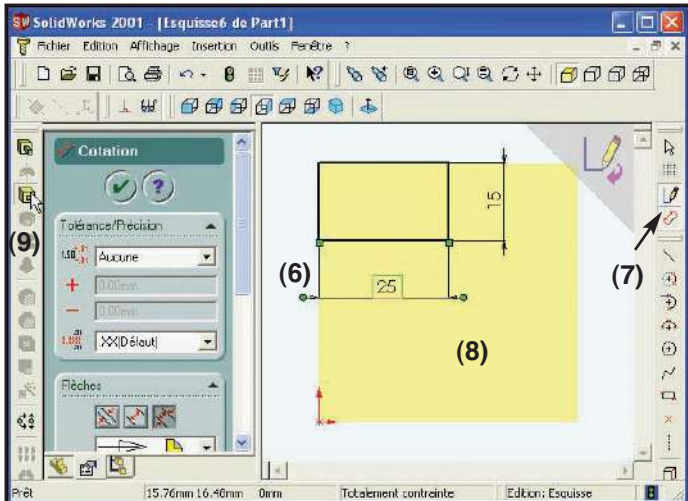 SolidWorks 2001 - [Esquisse6 de Part1]
Fichier Edition Affichage Insertion Outils Fenêtre ?
Cotation
?
(9)
Tolérance/Précision
Aucune
0.00mm
0.00mm
.XX(Défaut)
Flèches
15
25
(6)
(7)
(8)
Prêt 15.76mm 16.48mm 0mm Totalement contrainte Edition: Esquisse